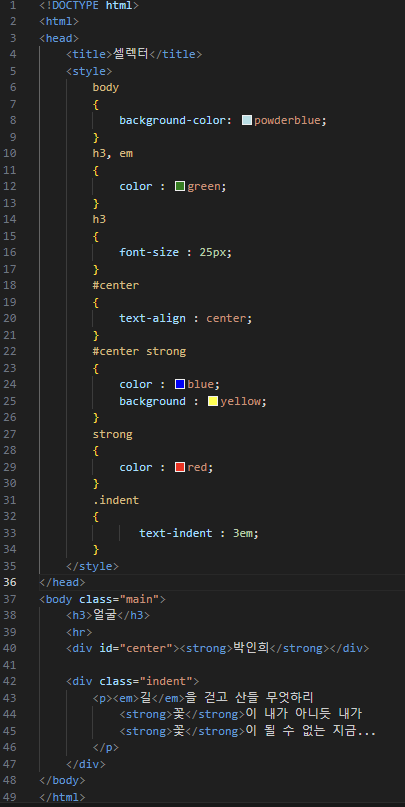 1 <!DOCTYPE html>
2 <html>
3 <head>
4     <title>셀렉터</title>
5     <style>
6         body
7         {
8             background-color: powderblue;
9         }
10         h3, em
11         {
12             color : green;
13         }
14         h3
15         {
16             font-size : 25px;
17         }
18         #center
19         {
20             text-align : center;
21         }
22         #center strong
23         {
24             color : blue;
25             background : yellow;
26         }
27         strong
28         {
29             color : red;
30         }
31         .indent
32         {
33                text-indent : 3em;
34         }
35     </style>
36 </head>
37 <body class="main">
38     <h3>얼굴</h3>
39     <hr>
40     <div id="center"><strong>박인희</strong></div>
41
42     <div class="indent">
43         <p><em>길</em>을 걷고 산들 무엇하리
44             <strong>꽃</strong>이 내가 아니듯 내가
45             <strong>꽃</strong>이 될 수 없는 지금...
46         </p>
47     </div>
48 </body>
49 </html>